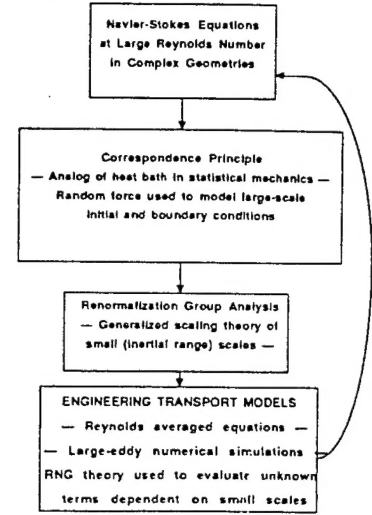 Navier-Stokes Equations
at Large Reynolds Number
in Complex Geometries
Correspondence Principle
— Analog of heat bath in statistical mechanics —
Random force used to model large-scale
initial and boundary conditions
Renormalization Group Analysis
— Generalized scaling theory of
small (inertial range) scales —
ENGINEERING TRANSPORT MODELS
— Reynolds averaged equations —
— Large-eddy numerical simulations
RNG theory used to evaluate unknown
terms dependent on small scales